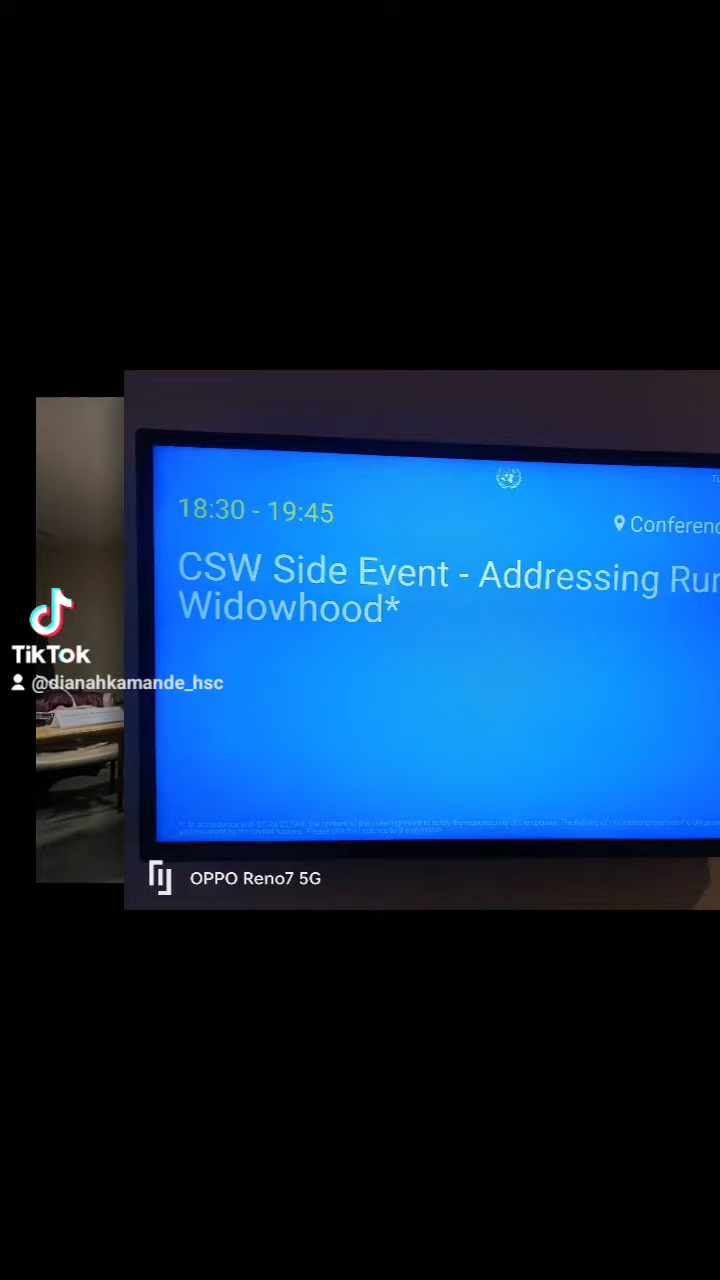 18:30 - 19:45
Conferenc
CSW Side Event - Addressing Rur
Widowhood*
TikTok
@dianahkamande_hsc
OPPO Reno7 5G